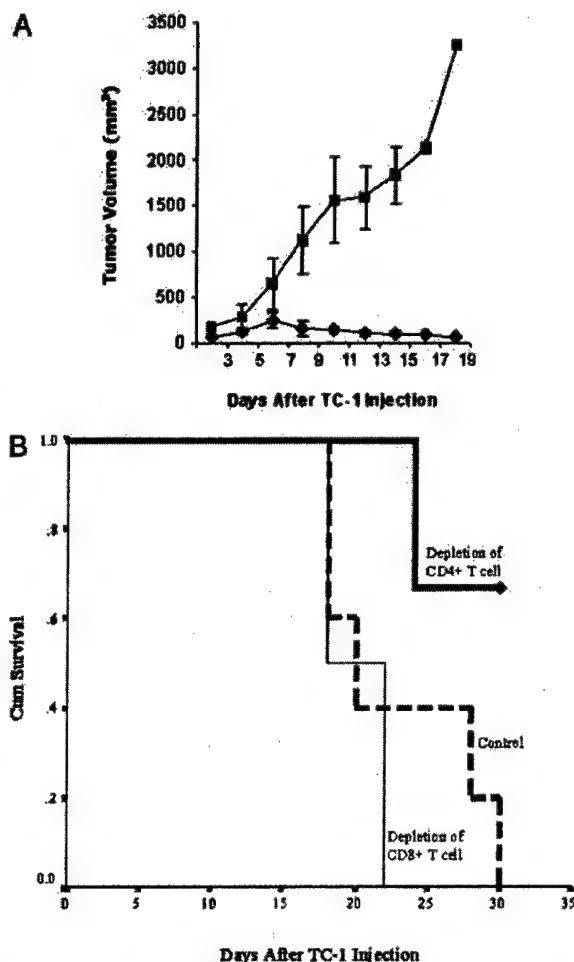 A
Tumor Volume (mm³)
3500
3000
2500
2000
1500
1000
500
0
3 5 7 9 11 13 15 17 19
Days After TC-1 Injection
B
Cum Survival
1.0
.8
.6
.4
.2
0.0
Depletion of
CD4+ T cell
Control
Depletion of
CD8+ T cell
0 5 10 15 20 25 30 35
Days After TC-1 Injection